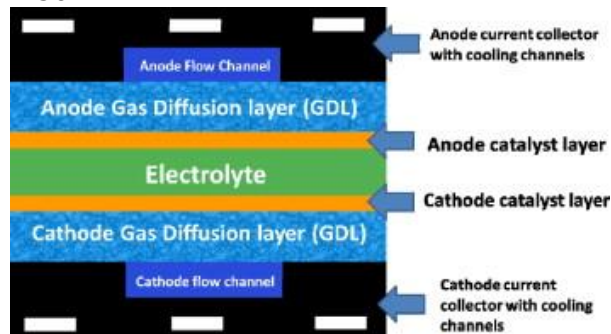 Anode current collector
with cooling channels
Anode Flow Channel
Anode Gas Diffusion layer (GDL)
Anode catalyst layer
Electrolyte
Cathode catalyst layer
Cathode Gas Diffusion layer (GDL)
Cathode flow channel
Cathode current
collector with cooling
channels